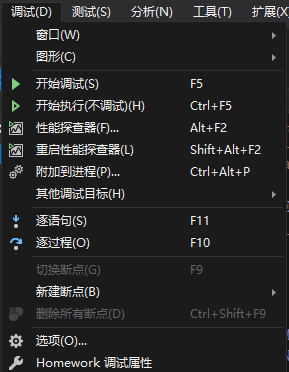 调试(D) 测试(S) 分析(N) 工具(T) 扩展(X)
窗口(W)
图形(C)
开始调试(S) F5
开始执行(不调试)(H) Ctrl+F5
性能探查器(F)... Alt+F2
重启性能探查器(L) Shift+Alt+F2
附加到进程(P)... Ctrl+Alt+P
其他调试目标(H)
逐语句(S) F11
逐过程(O) F10
切换断点(G) F9
新建断点(B)
删除所有断点(D) Ctrl+Shift+F9
选项(O)...
Homework 调试属性